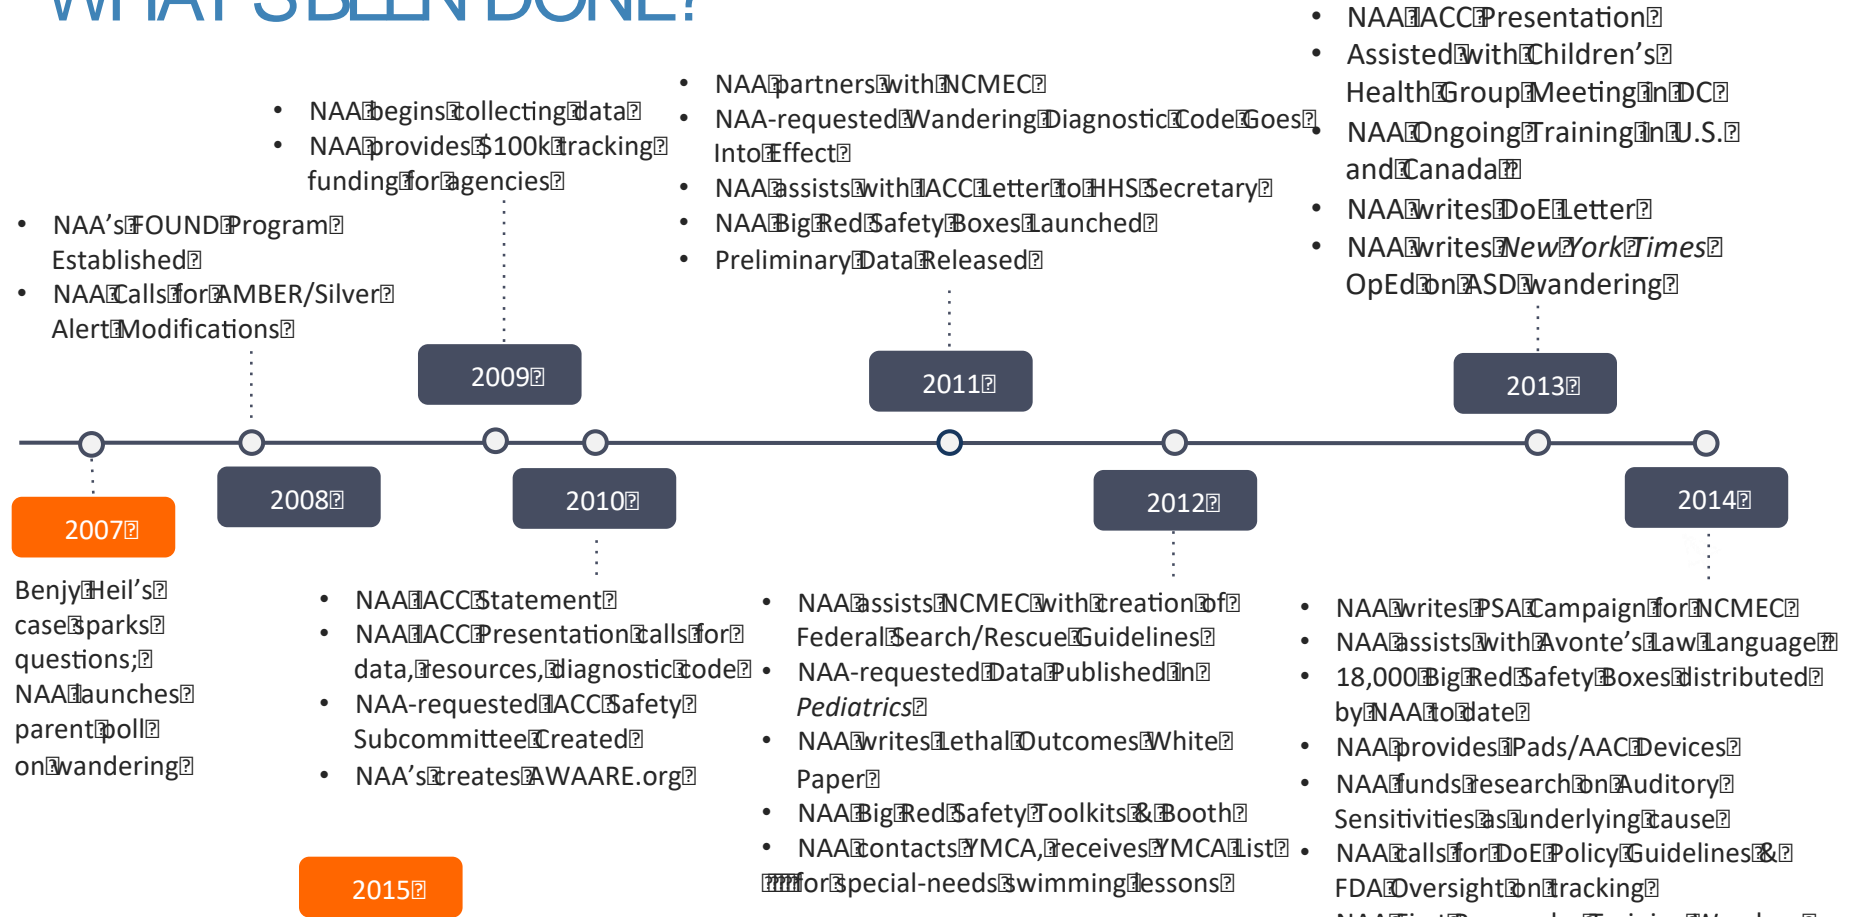 WHAT'S BEEN DONE?
• NAA's FOUND Program
Established
• NAA Calls for AMBER/Silver
Alert Modifications
• NAA begins collecting data
• NAA provides $100k tracking
funding for agencies
• NAA partners with NCMEC
• NAA-requested Wandering Diagnostic Code Goes
Into Effect
• NAA assists with IACC Letter to HHS Secretary
• NAA Big Red Safety Boxes Launched
• Preliminary Data Released
• NAA IACC Presentation
• Assisted with Children's
Health Group Meeting in DC
• NAA Ongoing Training in U.S.
and Canada
• NAA writes DoE Letter
• NAA writes New York Times
OpEd on ASD wandering
2009
2011
2013
2007
2008
2010
2012
2014
Benjy Heil's
case sparks
questions;
NAA launches
parent poll
on wandering
• NAA IACC Statement
• NAA IACC Presentation calls for
data, resources, diagnostic code
• NAA-requested IACC Safety
Subcommittee Created
• NAA's creates AWAARE.org
• NAA assists NCMEC with creation of
Federal Search/Rescue Guidelines
• NAA-requested Data Published in
Pediatrics
• NAA writes Lethal Outcomes White
Paper
• NAA Big Red Safety Toolkits & Booth
• NAA contacts YMCA, receives YMCA List
for special-needs swimming lessons
• NAA writes PSA Campaign for NCMEC
• NAA assists with Avonte's Law Language
• 18,000 Big Red Safety Boxes distributed
by NAA to date
• NAA provides iPads/AAC Devices
• NAA funds research on Auditory
Sensitivities as underlying cause
• NAA calls for DoE Policy Guidelines &
FDA Oversight on tracking
2015